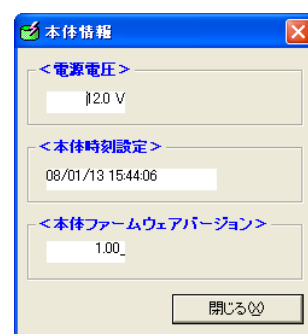 本体情報
<電源電圧>
12.0 V
<本体時刻設定>
08/01/13 15:44:06
<本体ファームウェアバージョン>
1.00_
閉じる(X)